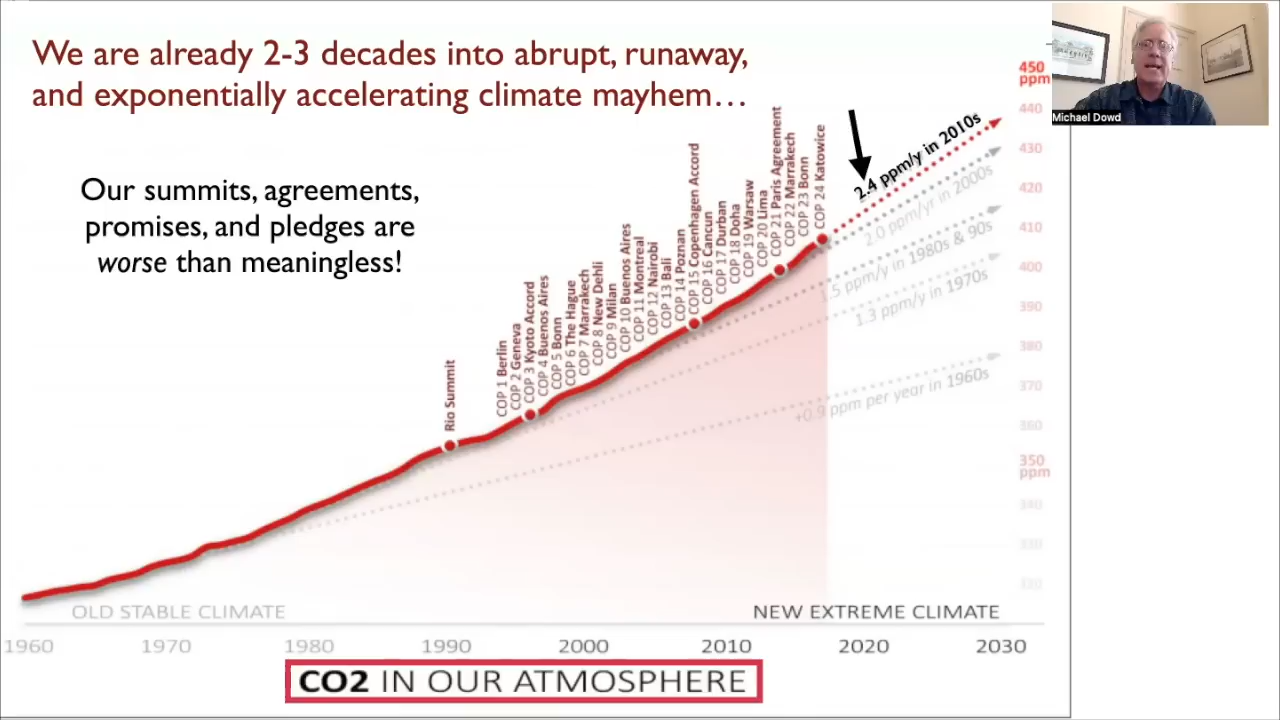 We are already 2-3 decades into abrupt, runaway,
and exponentially accelerating climate mayhem…
Our summits, agreements,
promises, and pledges are
worse than meaningless!
Michael Dowd
Rio Summit
COP 1 Berlin
COP 2 Geneva
COP 3 Kyoto Accord
COP 4 Buenos Aires
COP 5 Bonn
COP 6 The Hague
COP 7 Marrakech
COP 8 New Dehli
COP 9 Milan
COP 10 Buenos Aires
COP 11 Montreal
COP 12 Nairobi
COP 13 Bali
COP 14 Poznan
COP 15 Copenhagen Accord
COP 16 Cancun
COP 17 Durban
COP 18 Doha
COP 19 Warsaw
COP 20 Lima
COP 21 Paris Agreement
COP 22 Marrakech
COP 23 Bonn
COP 24 Katowice
2.4 ppm/y in 2010s
2.0 ppm/yr in 2000s
1.5 ppm/y in 1980s & 90s
1.3 ppm/y in 1970s
+0.9 ppm per year in 1960s
450
ppm
440
430
420
410
400
390
380
370
360
350
ppm
340
330
320
OLD STABLE CLIMATE
NEW EXTREME CLIMATE
1960 1970 1980 1990 2000 2010 2020 2030
CO2 IN OUR ATMOSPHERE